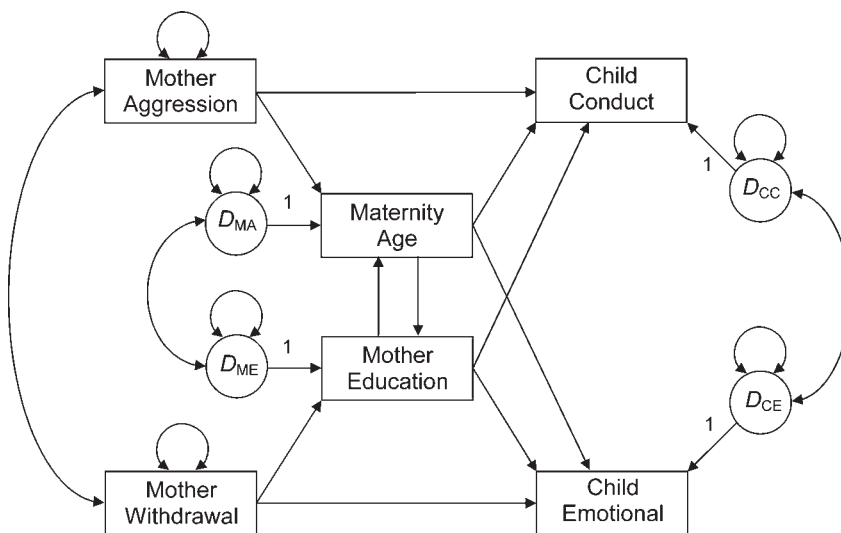 Mother
Aggression
Child
Conduct
1
D_CC
D_MA
1
Maternity
Age
D_ME
1
Mother
Education
D_CE
1
Mother
Withdrawal
Child
Emotional